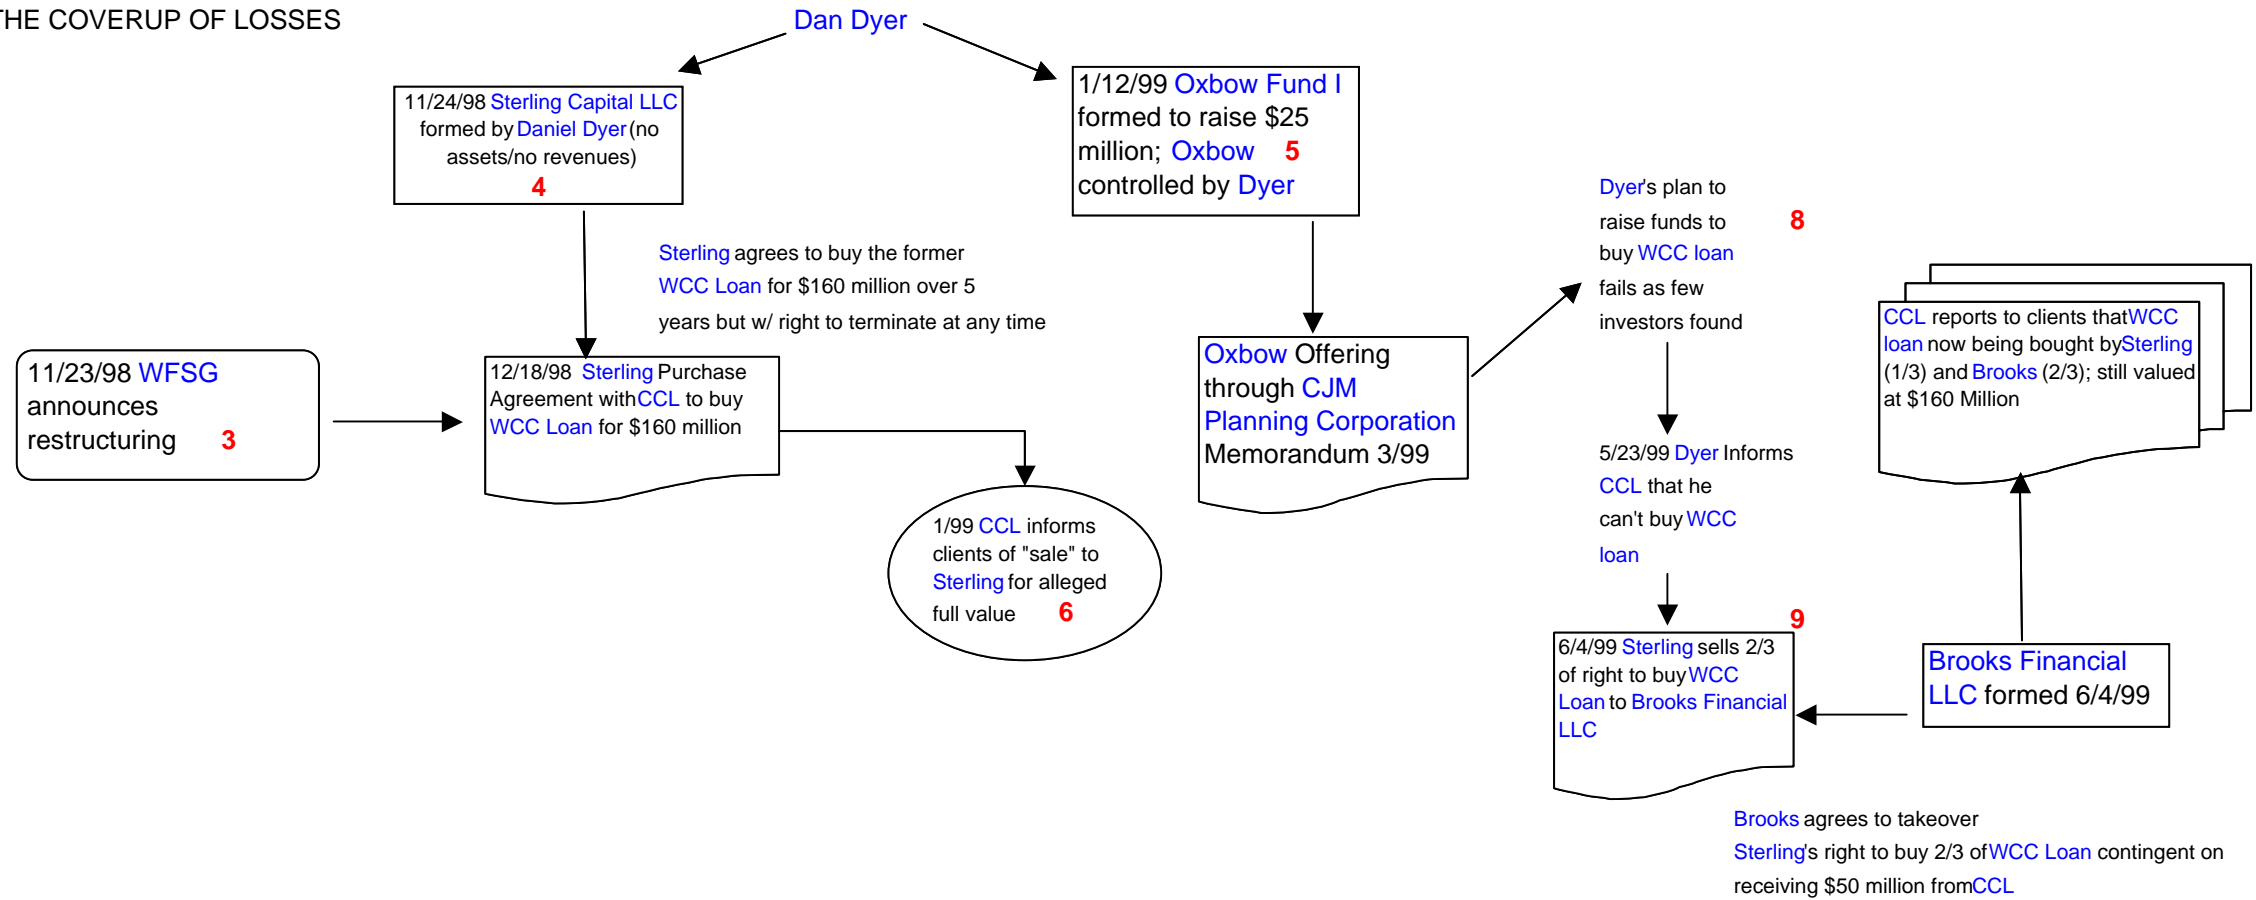 THE COVERUP OF LOSSES
Dan Dyer
11/24/98 Sterling Capital LLC
formed by Daniel Dyer (no
assets/no revenues)
4
1/12/99 Oxbow Fund I
formed to raise $25
million; Oxbow 5
controlled by Dyer
Sterling agrees to buy the former
WCC Loan for $160 million over 5
years but w/ right to terminate at any time
11/23/98 WFSG
announces
restructuring 3
12/18/98 Sterling Purchase
Agreement with CCL to buy
WCC Loan for $160 million
1/99 CCL informs
clients of "sale" to
Sterling for alleged
full value 6
Oxbow Offering
through CJM
Planning Corporation
Memorandum 3/99
Dyer's plan to
raise funds to 8
buy WCC loan
fails as few
investors found
5/23/99 Dyer Informs
CCL that he
can't buy WCC
loan
9
6/4/99 Sterling sells 2/3
of right to buy WCC
Loan to Brooks Financial
LLC
CCL reports to clients that WCC
loan now being bought by Sterling
(1/3) and Brooks (2/3); still valued
at $160 Million
Brooks Financial
LLC formed 6/4/99
Brooks agrees to takeover
Sterling's right to buy 2/3 of WCC Loan contingent on
receiving $50 million from CCL